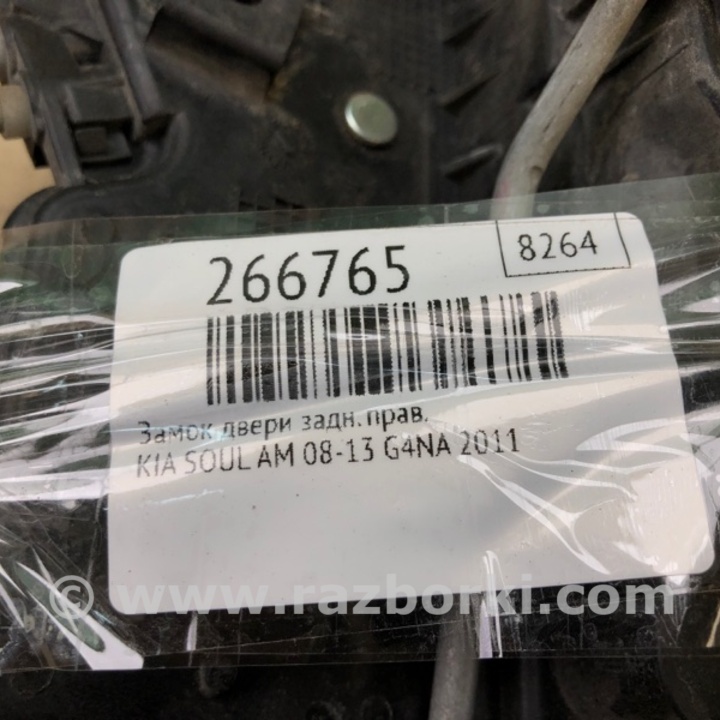 266765
8264
Замок двери задн.прав.
KIA SOUL AM 08-13 G4NA 2011
© www.razborki.com